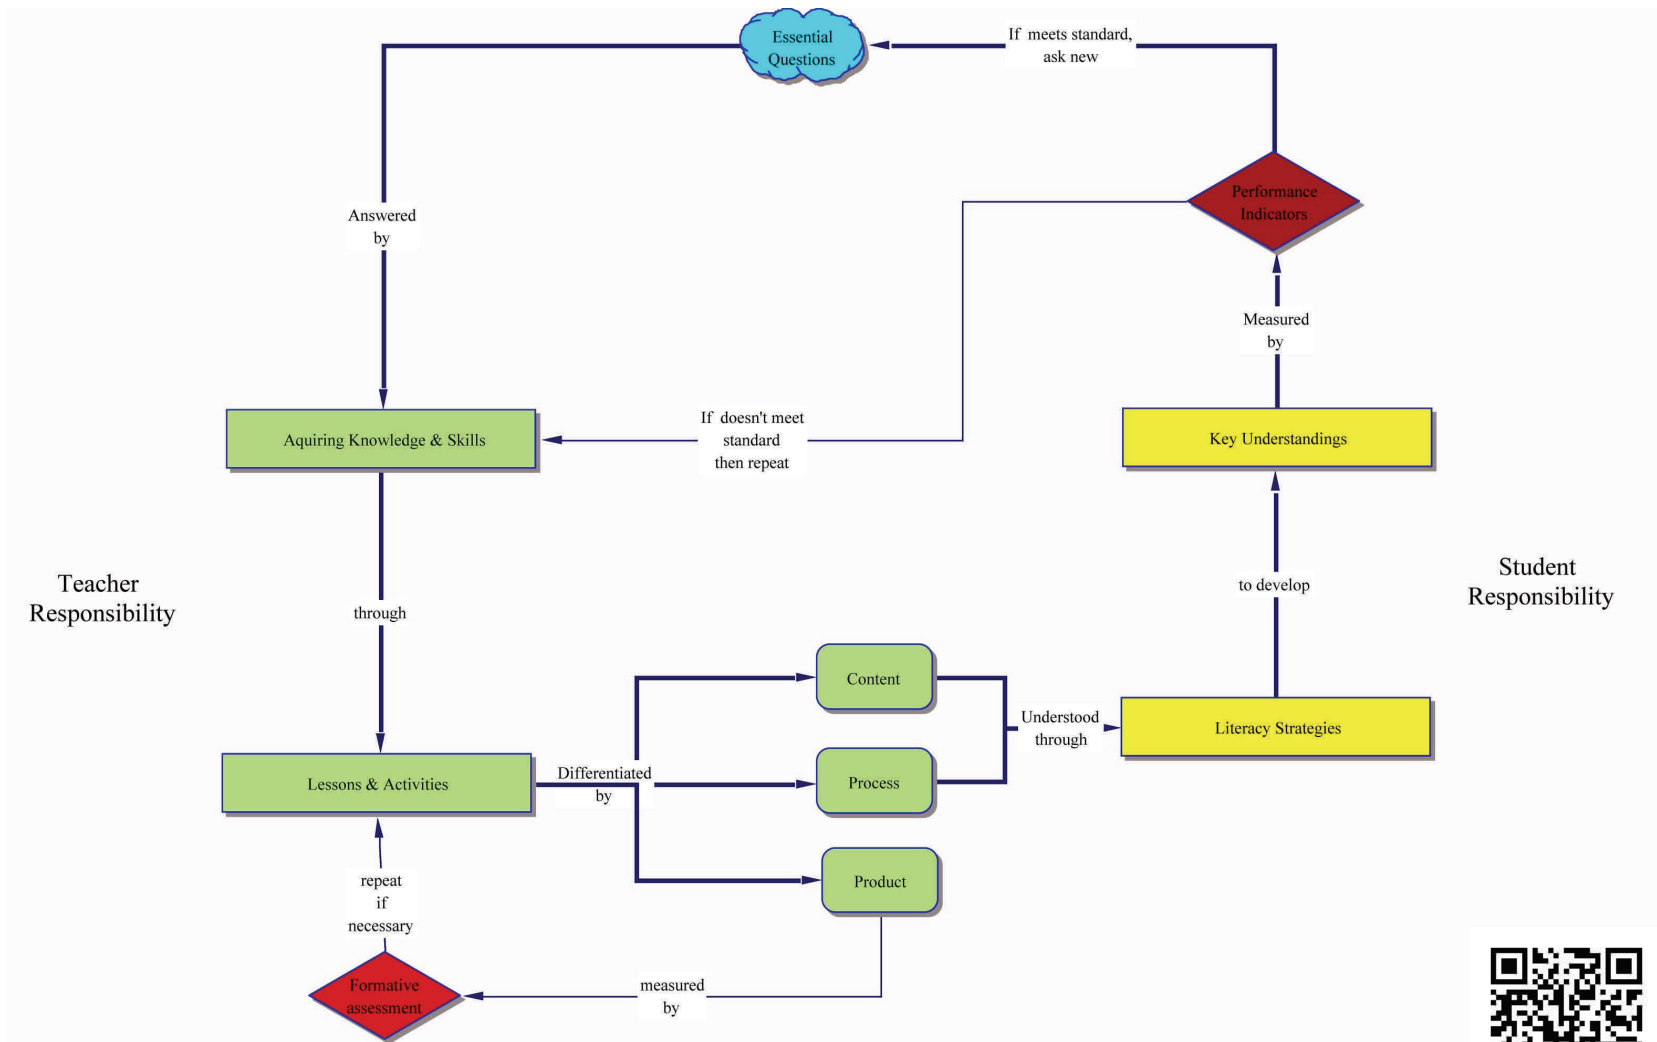 Essential
Questions
If  meets standard,
ask new
Performance
Indicators
Answered
by
Measured
by
If  doesn't meet
standard
then repeat
Aquiring Knowledge & Skills
Key Understandings
Teacher
Responsibility
Student
Responsibility
through
to develop
Content
Understood
through
Literacy Strategies
Lessons & Activities
Differentiated
by
Process
Product
repeat
if
necessary
Formative
assessment
measured
by